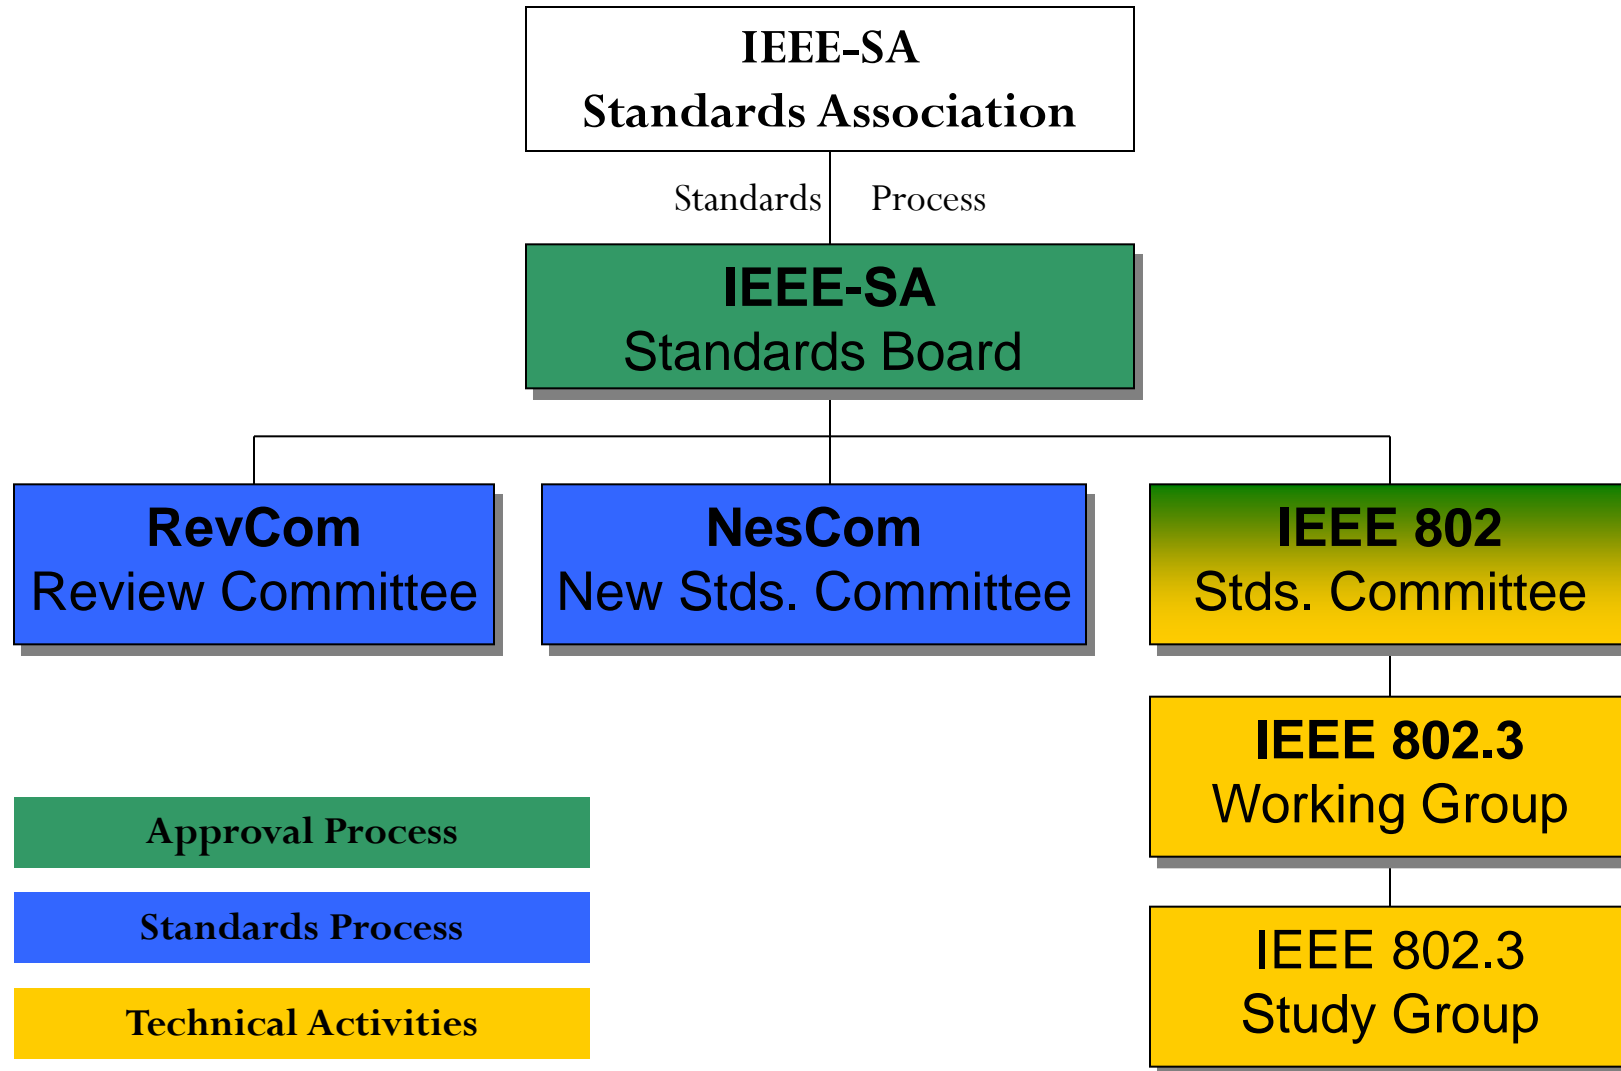 IEEE-SA
Standards Association
Standards Process
IEEE-SA
Standards Board
RevCom
Review Committee
NesCom
New Stds. Committee
IEEE 802
Stds. Committee
IEEE 802.3
Working Group
IEEE 802.3
Study Group
Approval Process
Standards Process
Technical Activities